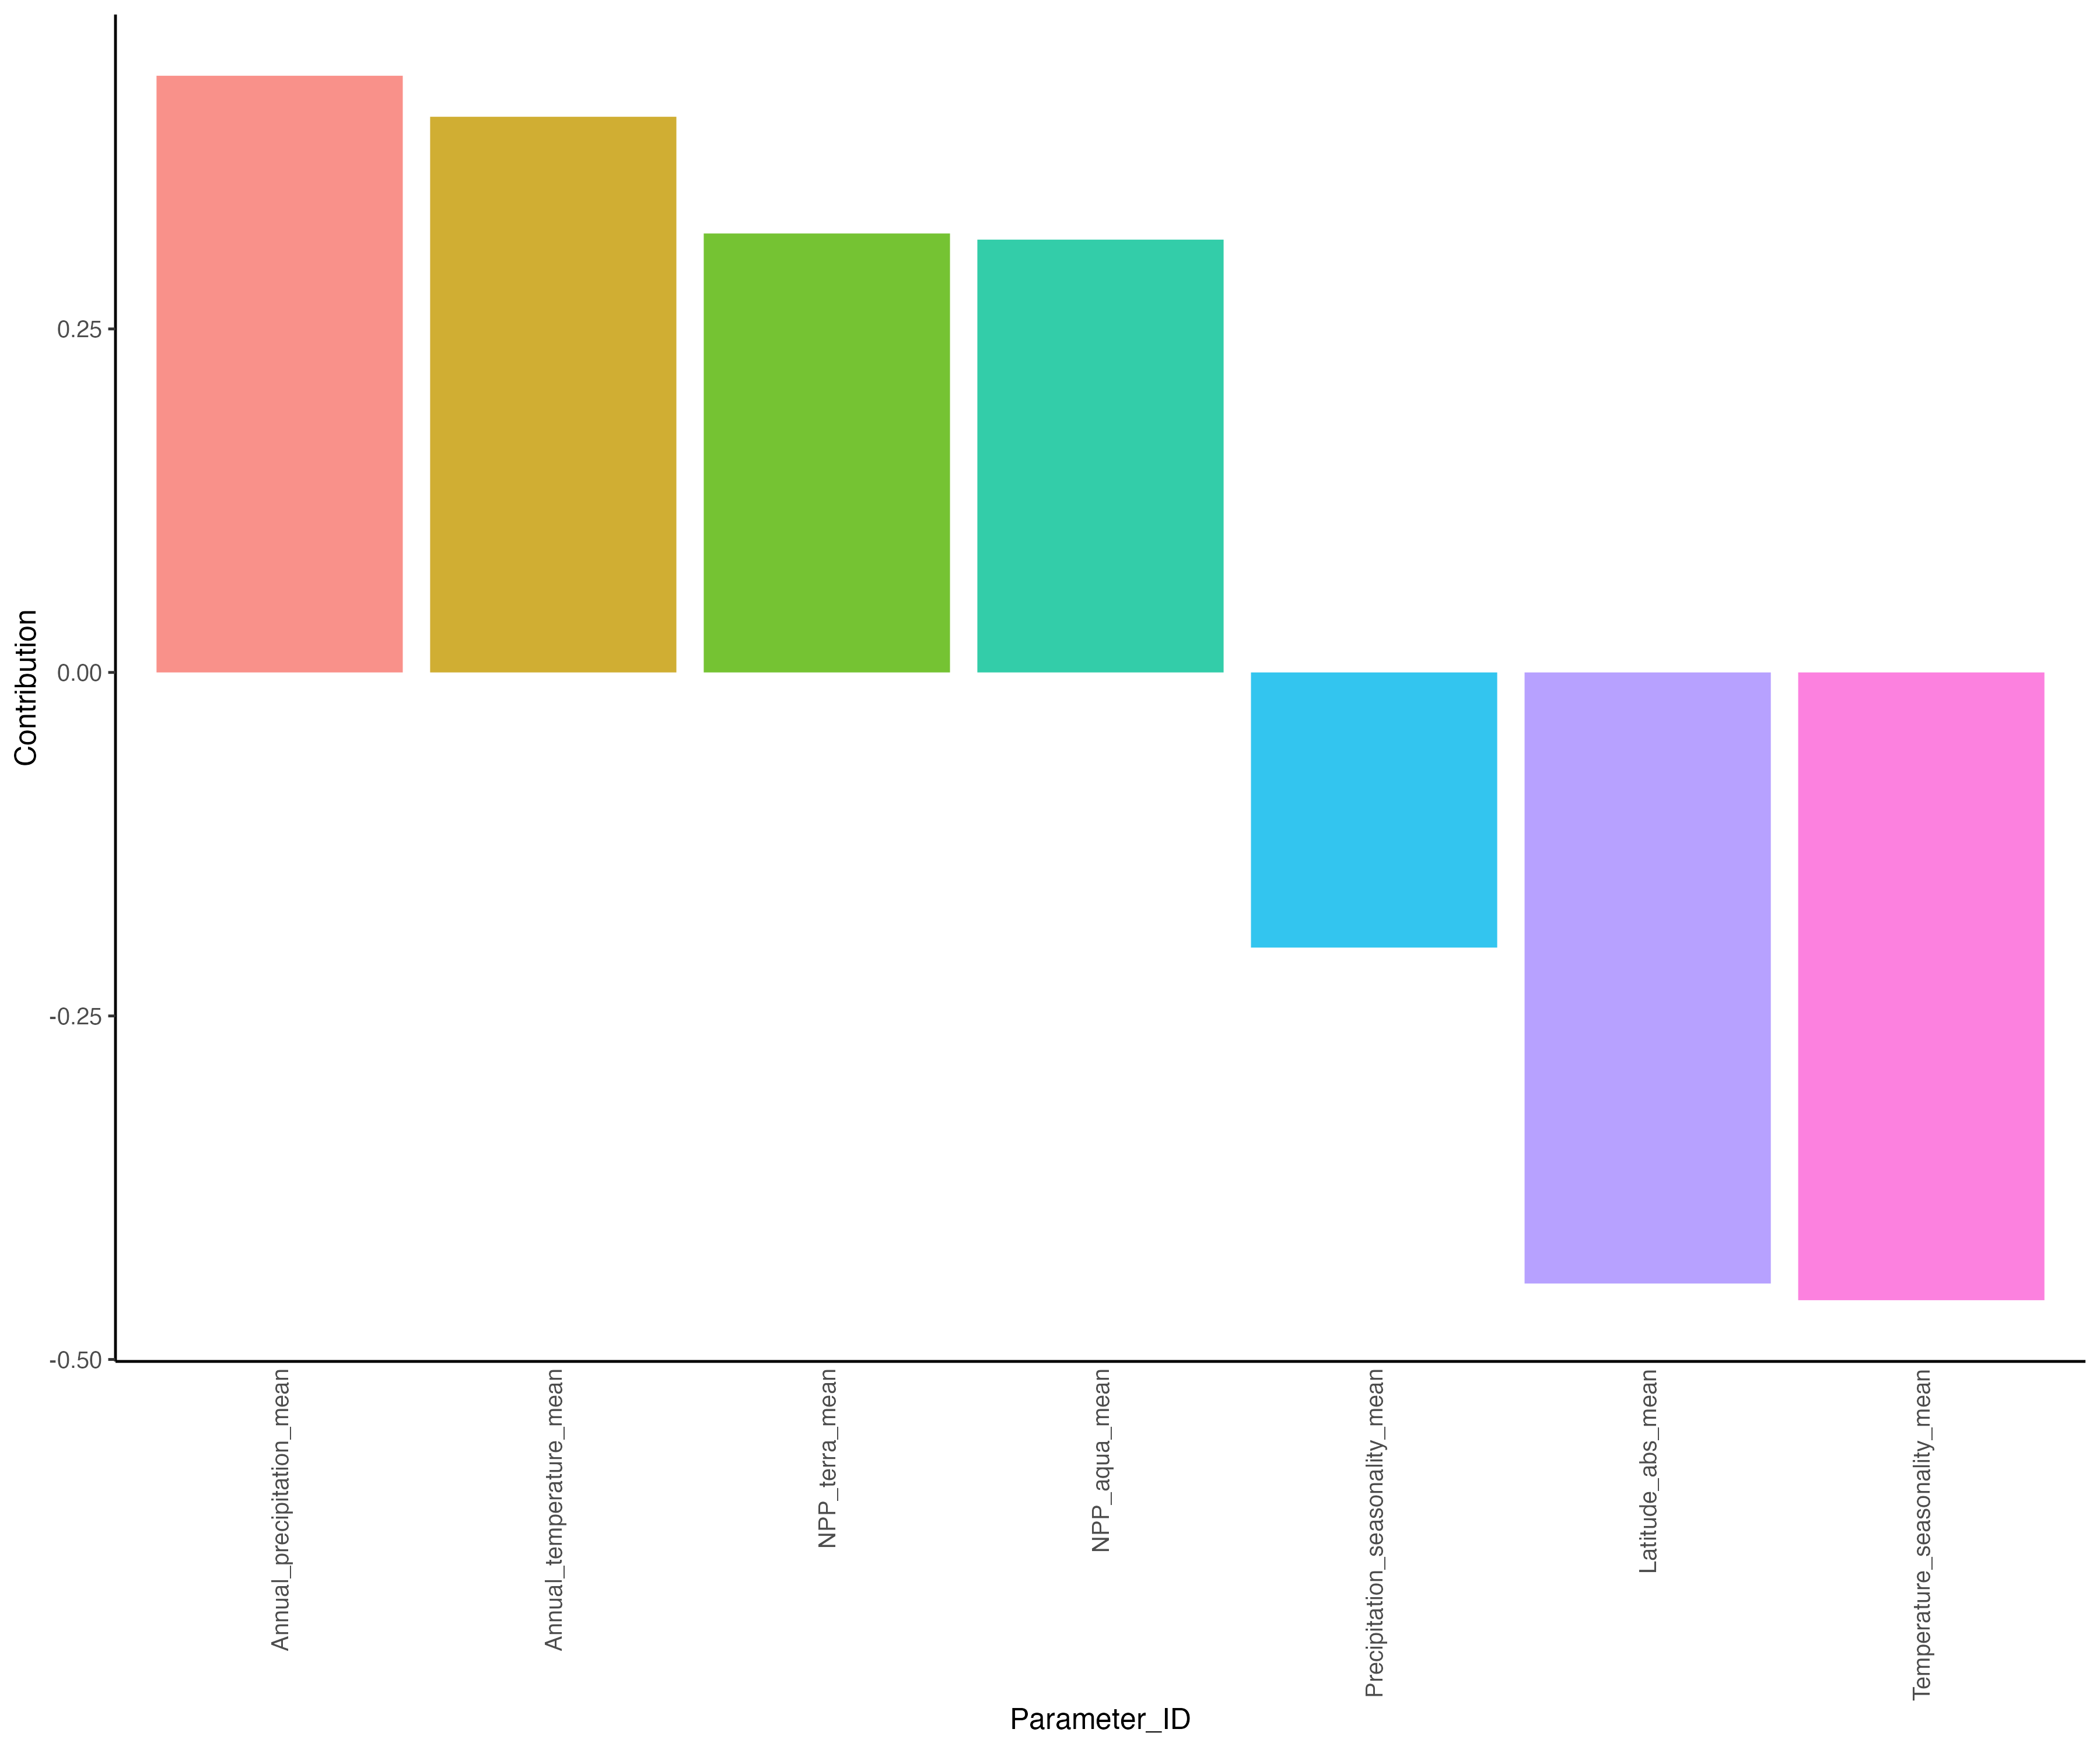 Contribution
0.25
0.00
-0.25
-0.50
Annual_precipitation_mean
Annual_temperature_mean
NPP_terra_mean
NPP_aqua_mean
Precipitation_seasonality_mean
Latitude_abs_mean
Temperature_seasonality_mean
Parameter_ID